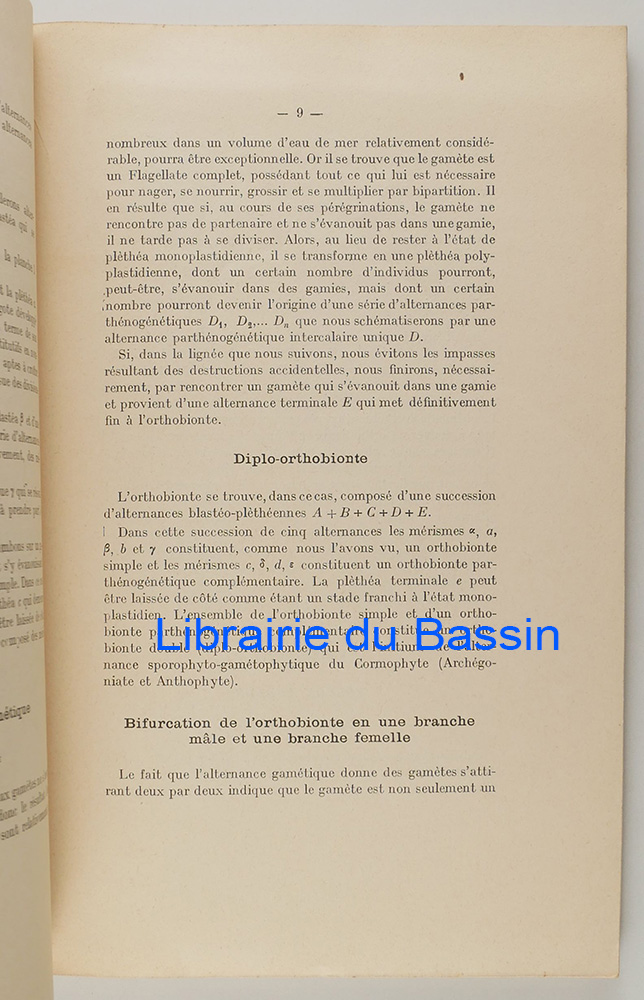 — 9 —
nombreux dans un volume d'eau de mer relativement considé-
rable, pourra être exceptionnelle. Or il se trouve que le gamète est
un Flagellate complet, possédant tout ce qui lui est nécessaire
pour nager, se nourrir, grossir et se multiplier par bipartition. Il
en résulte que si, au cours de ses pérégrinations, le gamète ne
rencontre pas de partenaire et ne s'évanouit pas dans une gamie,
il ne tarde pas à se diviser. Alors, au lieu de rester à l'état de
plèthéa monoplastidienne, il se transforme en une plèthéa poly-
plastidienne, dont un certain nombre d'individus pourront,
peut-être, s'évanouir dans des gamies, mais dont un certain
nombre pourront devenir l'origine d'une série d'alternances par-
thénogénétiques D₁, D₂,... Dₙ que nous schématiserons par une
alternance parthénogénétique intercalaire unique D.
Si, dans la lignée que nous suivons, nous évitons les impasses
résultant des destructions accidentelles, nous finirons, nécessai-
rement, par rencontrer un gamète qui s'évanouit dans une gamie
et provient d'une alternance terminale E qui met définitivement
fin à l'orthobionte.
Diplo-orthobionte
L'orthobionte se trouve, dans ce cas, composé d'une succession
d'alternances blastéo-plèthéennes A + B + C + D + E.
Dans cette succession de cinq alternances les mérismes α, a,
β, b et γ constituent, comme nous l'avons vu, un orthobionte
simple et les mérismes c, δ, d, ε constituent un orthobionte par-
thénogénétique complémentaire. La plèthéa terminale e peut
être laissée de côté comme étant un stade franchi à l'état mono-
plastidien. L'ensemble de l'orthobionte simple et d'un ortho-
bionte parthénogénétique complémentaire constitue un ortho-
bionte double (diplo-orthobionte) qui est l'alter-
nance sporophyto-gamétophytique du Cormophyte (Archégo-
niate et Anthophyte).
Bifurcation de l'orthobionte en une branche
mâle et une branche femelle
Le fait que l'alternance gamétique donne des gamètes s'atti-
rant deux par deux indique que le gamète est non seulement un
Librairie du Bassin